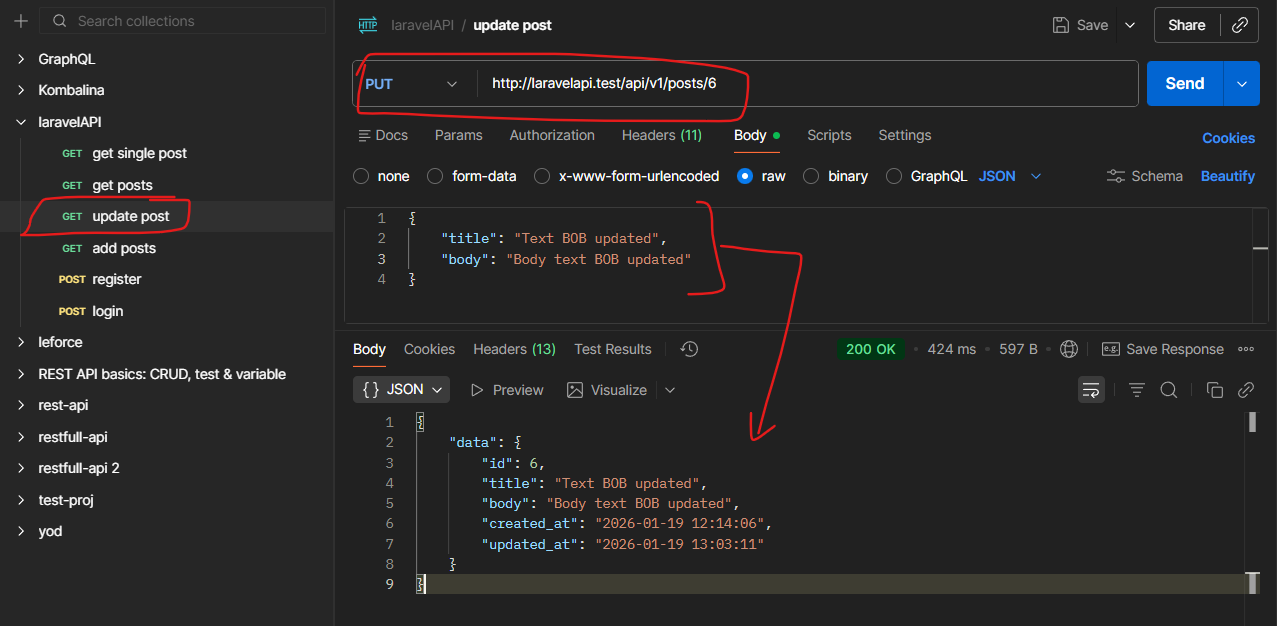 Search collections
GraphQL
Kombalina
laravelAPI
GET get single post
GET get posts
GET update post
GET add posts
POST register
POST login
leforce
REST API basics: CRUD, test & variable
rest-api
restfull-api
restfull-api 2
test-proj
yod
HTTP laravelAPI / update post
Save
Share
PUT http://laravelapi.test/api/v1/posts/6
Send
Docs Params Authorization Headers (11) Body Scripts Settings
Cookies
none form-data x-www-form-urlencoded raw binary GraphQL JSON
Schema Beautify
1 {
2 "title": "Text BOB updated",
3 "body": "Body text BOB updated"
4 }
Body Cookies Headers (13) Test Results
200 OK • 424 ms • 597 B • e.g. Save Response
{} JSON Preview Visualize
1 {
2 "data": {
3 "id": 6,
4 "title": "Text BOB updated",
5 "body": "Body text BOB updated",
6 "created_at": "2026-01-19 12:14:06",
7 "updated_at": "2026-01-19 13:03:11"
8 }
9 }